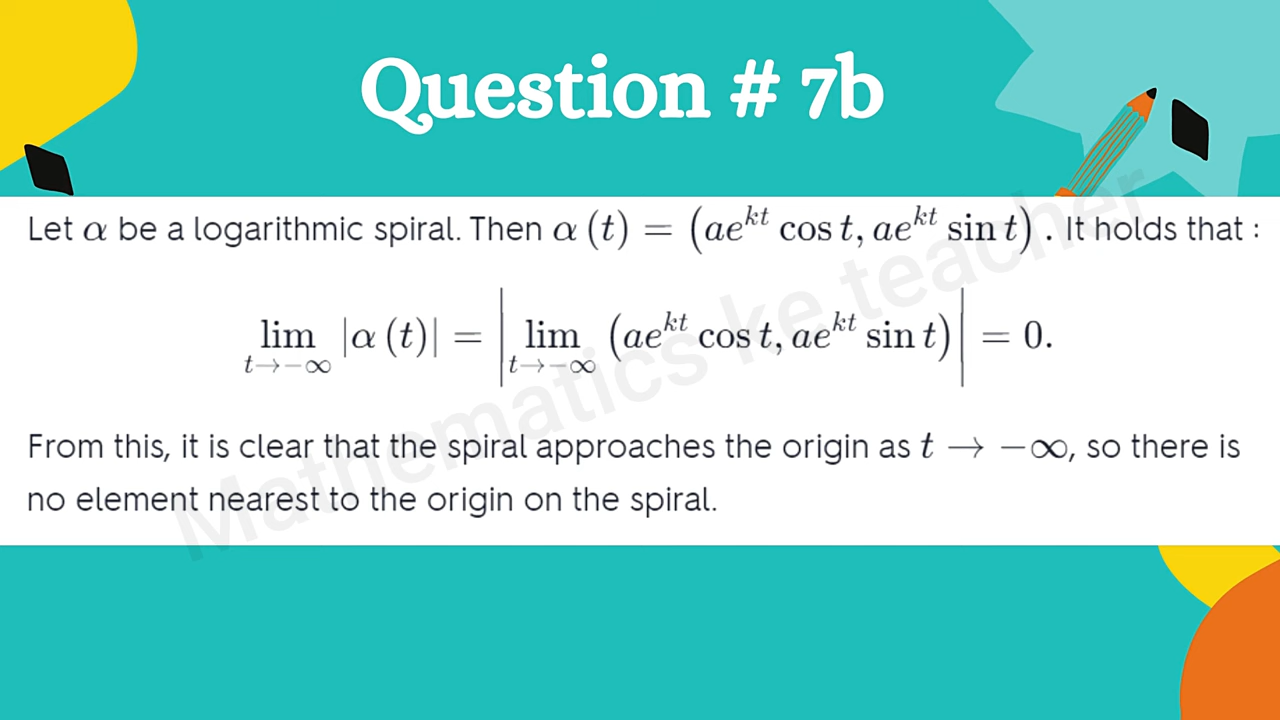 Question # 7b
Let α be a logarithmic spiral. Then α (t) = (ae^{kt} cos t, ae^{kt} sin t) . It holds that :
lim_{t→−∞} |α (t)| = |lim_{t→−∞} (ae^{kt} cos t, ae^{kt} sin t)| = 0.
From this, it is clear that the spiral approaches the origin as t → −∞, so there is
no element nearest to the origin on the spiral.
Mathematics ke teacher